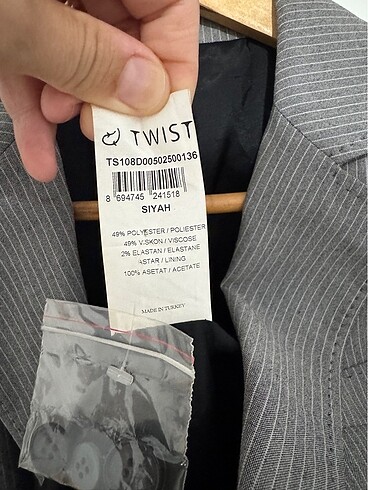 TWIST
TS108D00502500136
8 694745 241518
SIYAH
49% POLYESTER / POLIESTER
49% VİSKON / VISCOSE
2% ELASTAN / ELASTANE
ASTAR / LINING
100% ASETAT / ACETATE
MADE IN TURKEY